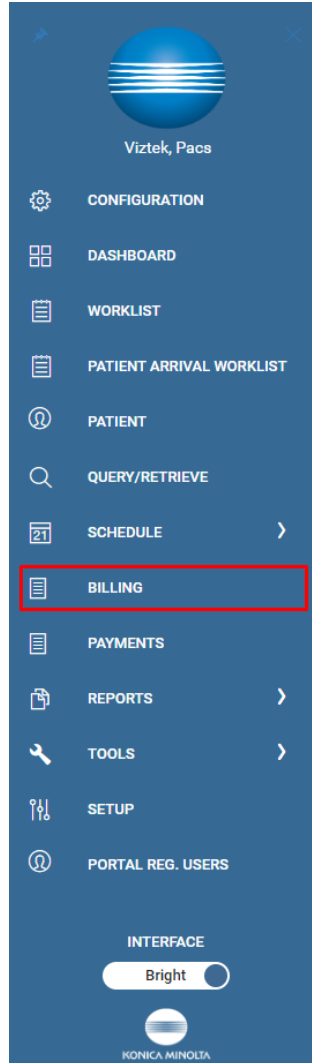 Viztek, Pacs
CONFIGURATION
DASHBOARD
WORKLIST
PATIENT ARRIVAL WORKLIST
PATIENT
QUERY/RETRIEVE
21 SCHEDULE
BILLING
PAYMENTS
REPORTS
TOOLS
SETUP
PORTAL REG. USERS
INTERFACE
Bright
KONICA MINOLTA